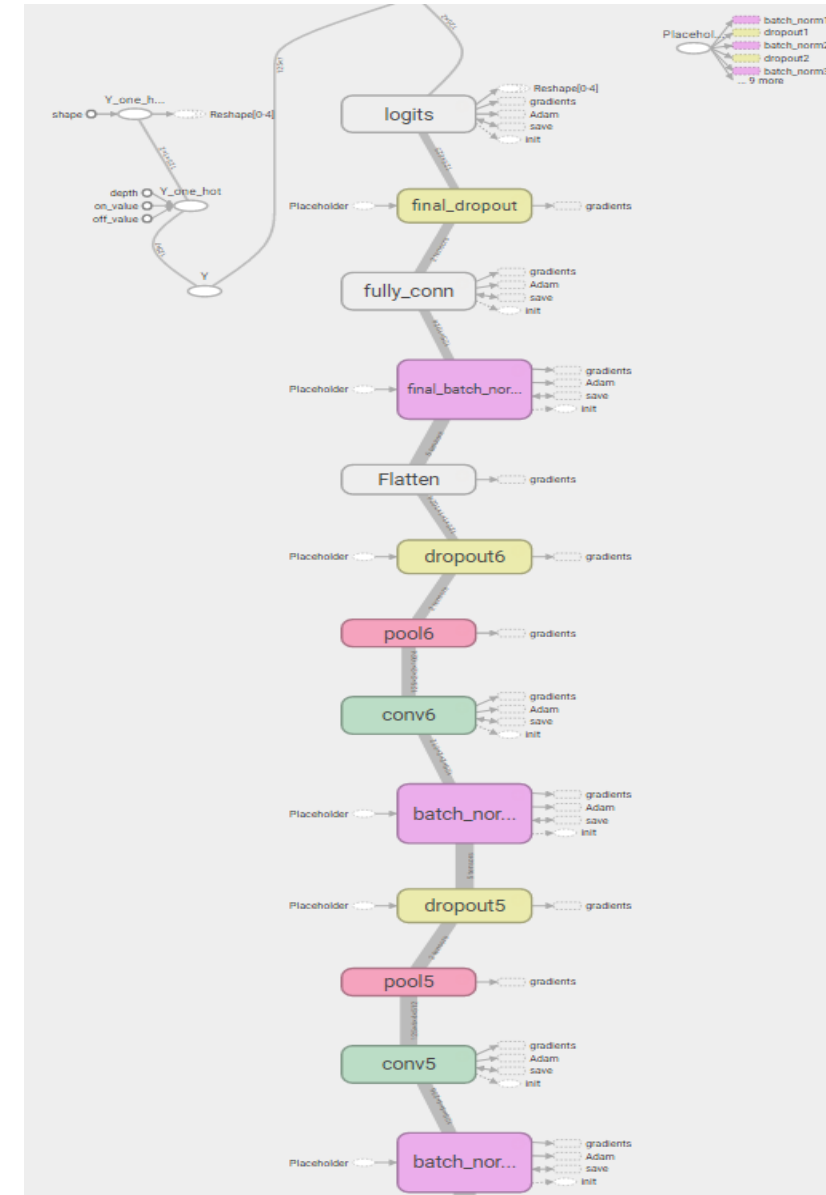 batch_norm1
dropout1
Placehol... batch_norm2
dropout2
batch_norm3
... 9 more
Reshape[0-4]
gradients
logits Adam
save
init
Y_one_h...
shape Reshape[0-4]
depth Y_one_hot
on_value
off_value
Y
Placeholder final_dropout gradients
gradients
fully_conn Adam
save
init
gradients
Placeholder final_batch_nor... Adam
save
init
Flatten gradients
Placeholder dropout6 gradients
pool6 gradients
gradients
conv6 Adam
save
init
gradients
Placeholder batch_nor... Adam
save
init
Placeholder dropout5 gradients
pool5 gradients
gradients
conv5 Adam
save
init
gradients
Placeholder batch_nor... Adam
save
init